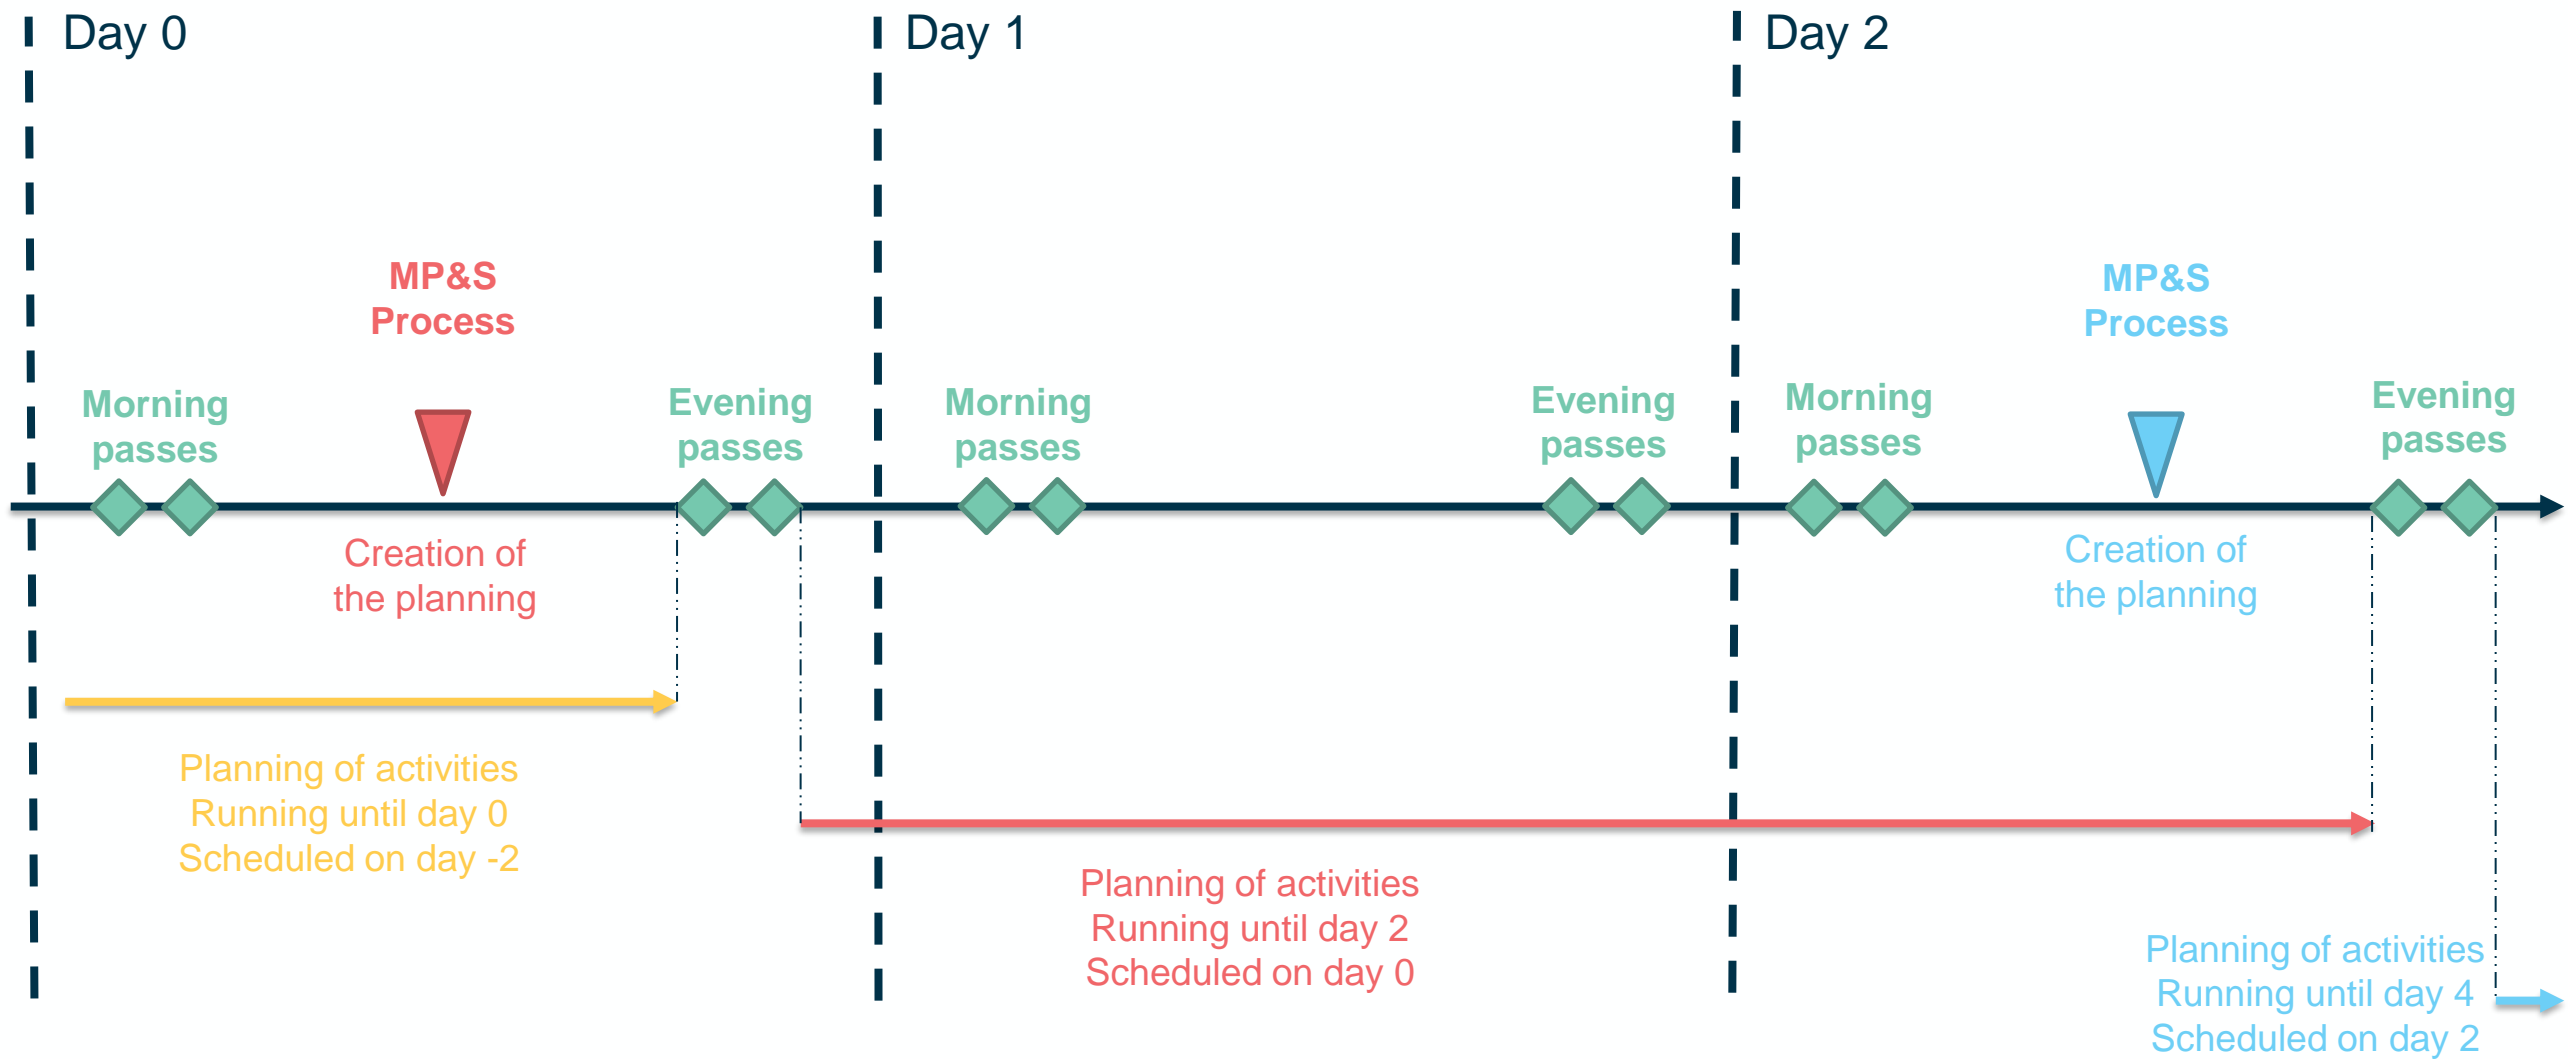 Day 0
Day 1
Day 2
MP&S
Process
MP&S
Process
Morning
passes
Evening
passes
Morning
passes
Evening
passes
Morning
passes
Evening
passes
Creation of
the planning
Creation of
the planning
Planning of activities
Running until day 0
Scheduled on day -2
Planning of activities
Running until day 2
Scheduled on day 0
Planning of activities
Running until day 4
Scheduled on day 2